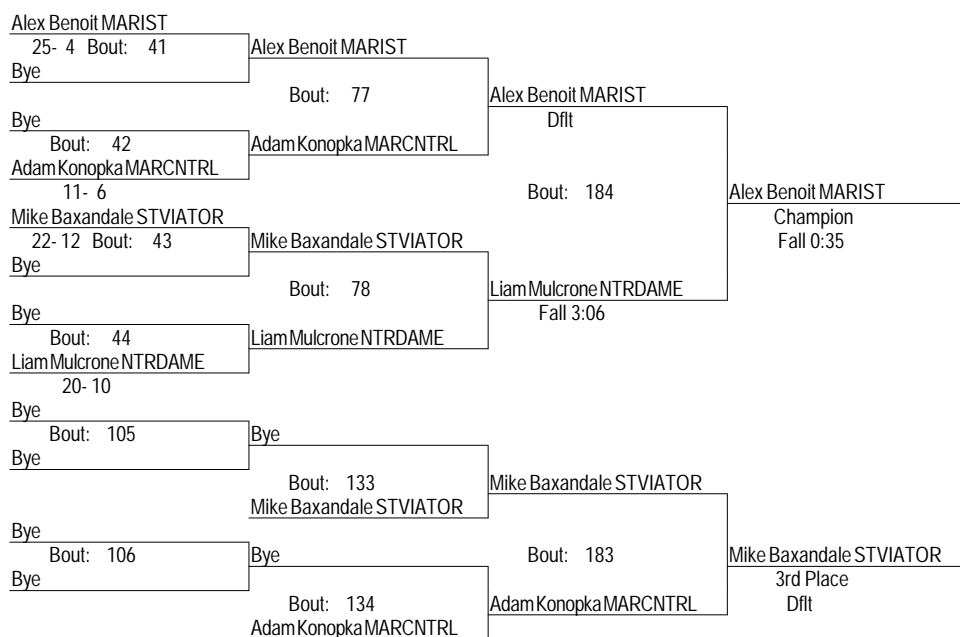 Alex Benoit MARIST
25- 4 Bout: 41
Bye
Alex Benoit MARIST
Bout: 77
Bye
Bout: 42
Adam Konopka MARCNTRL
11- 6
Adam Konopka MARCNTRL
Alex Benoit MARIST
Dflt
Bout: 184
Mike Baxandale STVIATOR
22- 12 Bout: 43
Bye
Mike Baxandale STVIATOR
Bout: 78
Bye
Bout: 44
Liam Mulcrone NTRDAME
20- 10
Liam Mulcrone NTRDAME
Liam Mulcrone NTRDAME
Fall 3:06
Alex Benoit MARIST
Champion
Fall 0:35
Bye
Bout: 105
Bye
Bye
Bout: 133
Mike Baxandale STVIATOR
Mike Baxandale STVIATOR
Bye
Bout: 106
Bye
Bye
Bout: 134
Adam Konopka MARCNTRL
Bout: 183
Adam Konopka MARCNTRL
Mike Baxandale STVIATOR
3rd Place
Dflt